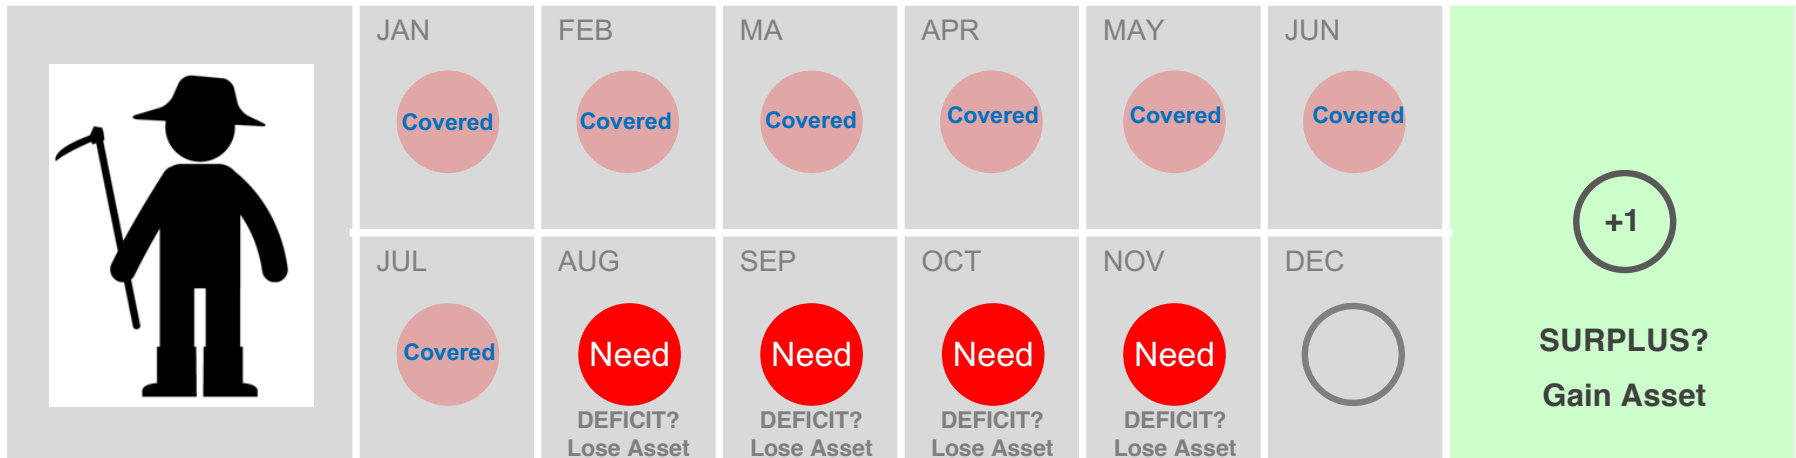 JAN FEB MA APR MAY JUN
Covered Covered Covered Covered Covered Covered
+1
JUL AUG SEP OCT NOV DEC
Covered Need Need Need Need
SURPLUS?
Gain Asset
DEFICIT? DEFICIT? DEFICIT? DEFICIT?
Lose Asset Lose Asset Lose Asset Lose Asset